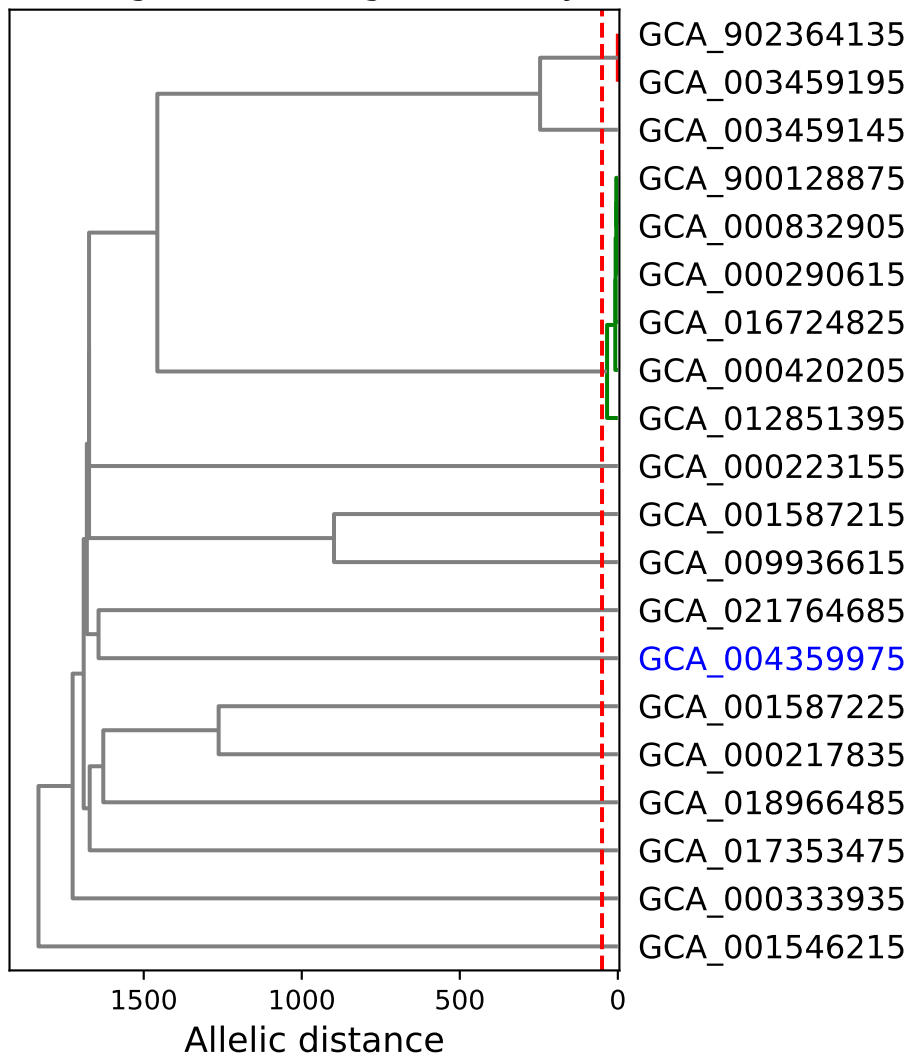 GCA_902364135
GCA_003459195
GCA_003459145
GCA_900128875
GCA_000832905
GCA_000290615
GCA_016724825
GCA_000420205
GCA_012851395
GCA_000223155
GCA_001587215
GCA_009936615
GCA_021764685
GCA_004359975
GCA_001587225
GCA_000217835
GCA_018966485
GCA_017353475
GCA_000333935
GCA_001546215
1500 1000 500 0
Allelic distance